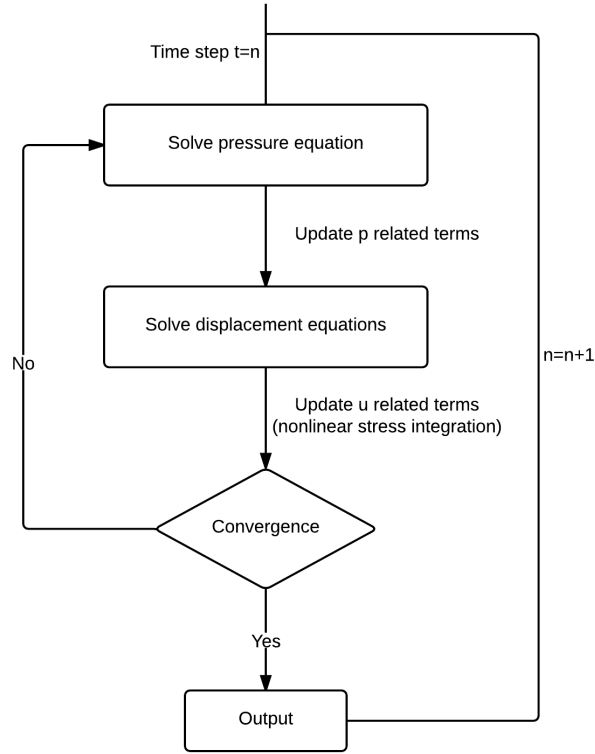 Time step t=n
Solve pressure equation
Update p related terms
Solve displacement equations
n=n+1
No
Update u related terms
(nonlinear stress integration)
Convergence
Yes
Output